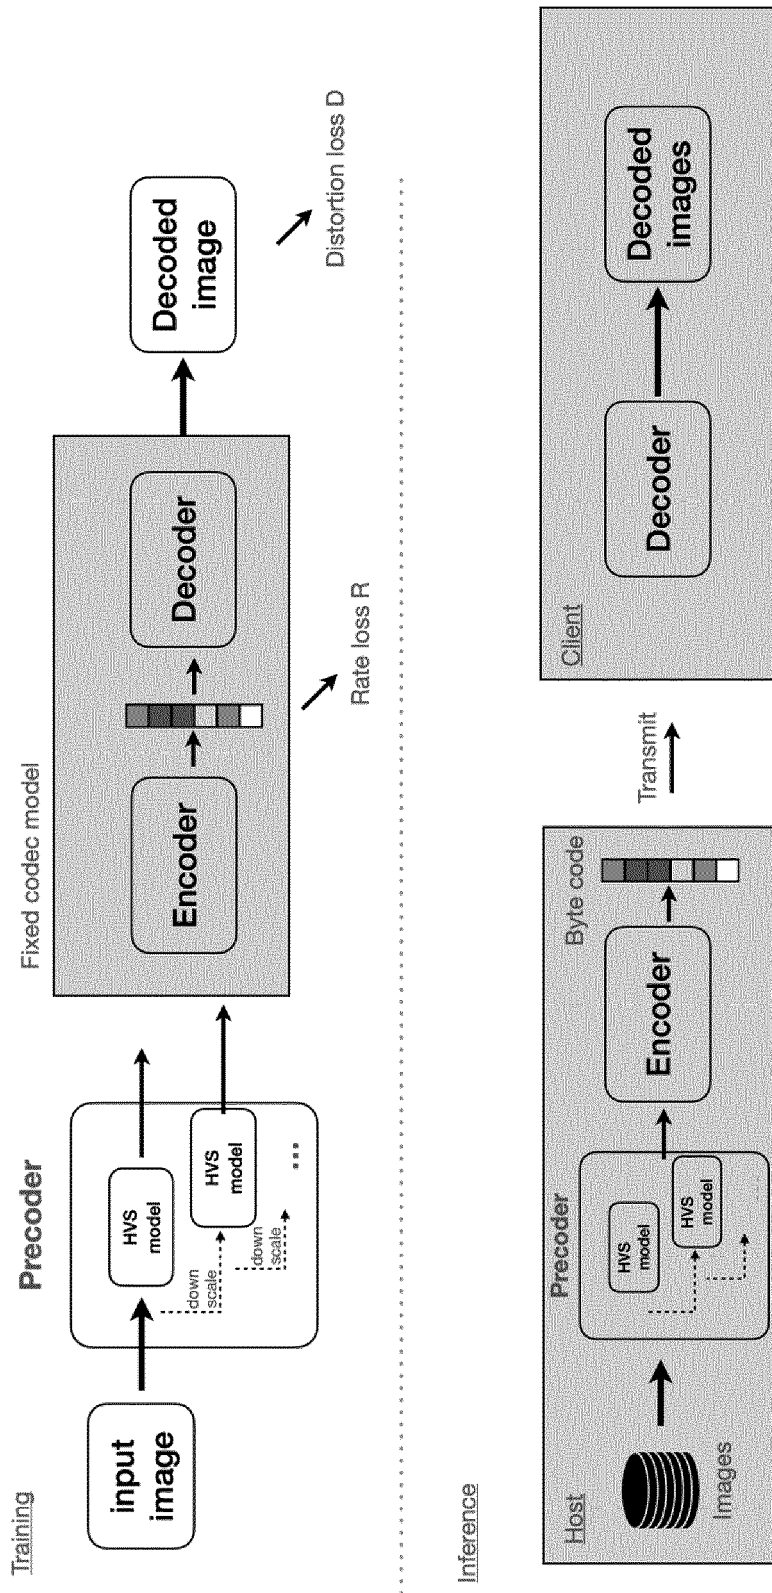 Training
input
image
Precoder
HVS
model
down
scale
HVS
model
down
scale
...
Fixed codec model
Encoder
Decoder
Rate loss R
Decoded
image
Distortion loss D
Inference
Host
Images
Precoder
HVS
model
HVS
model
Encoder
Byte code
Transmit
Client
Decoder
Decoded
images